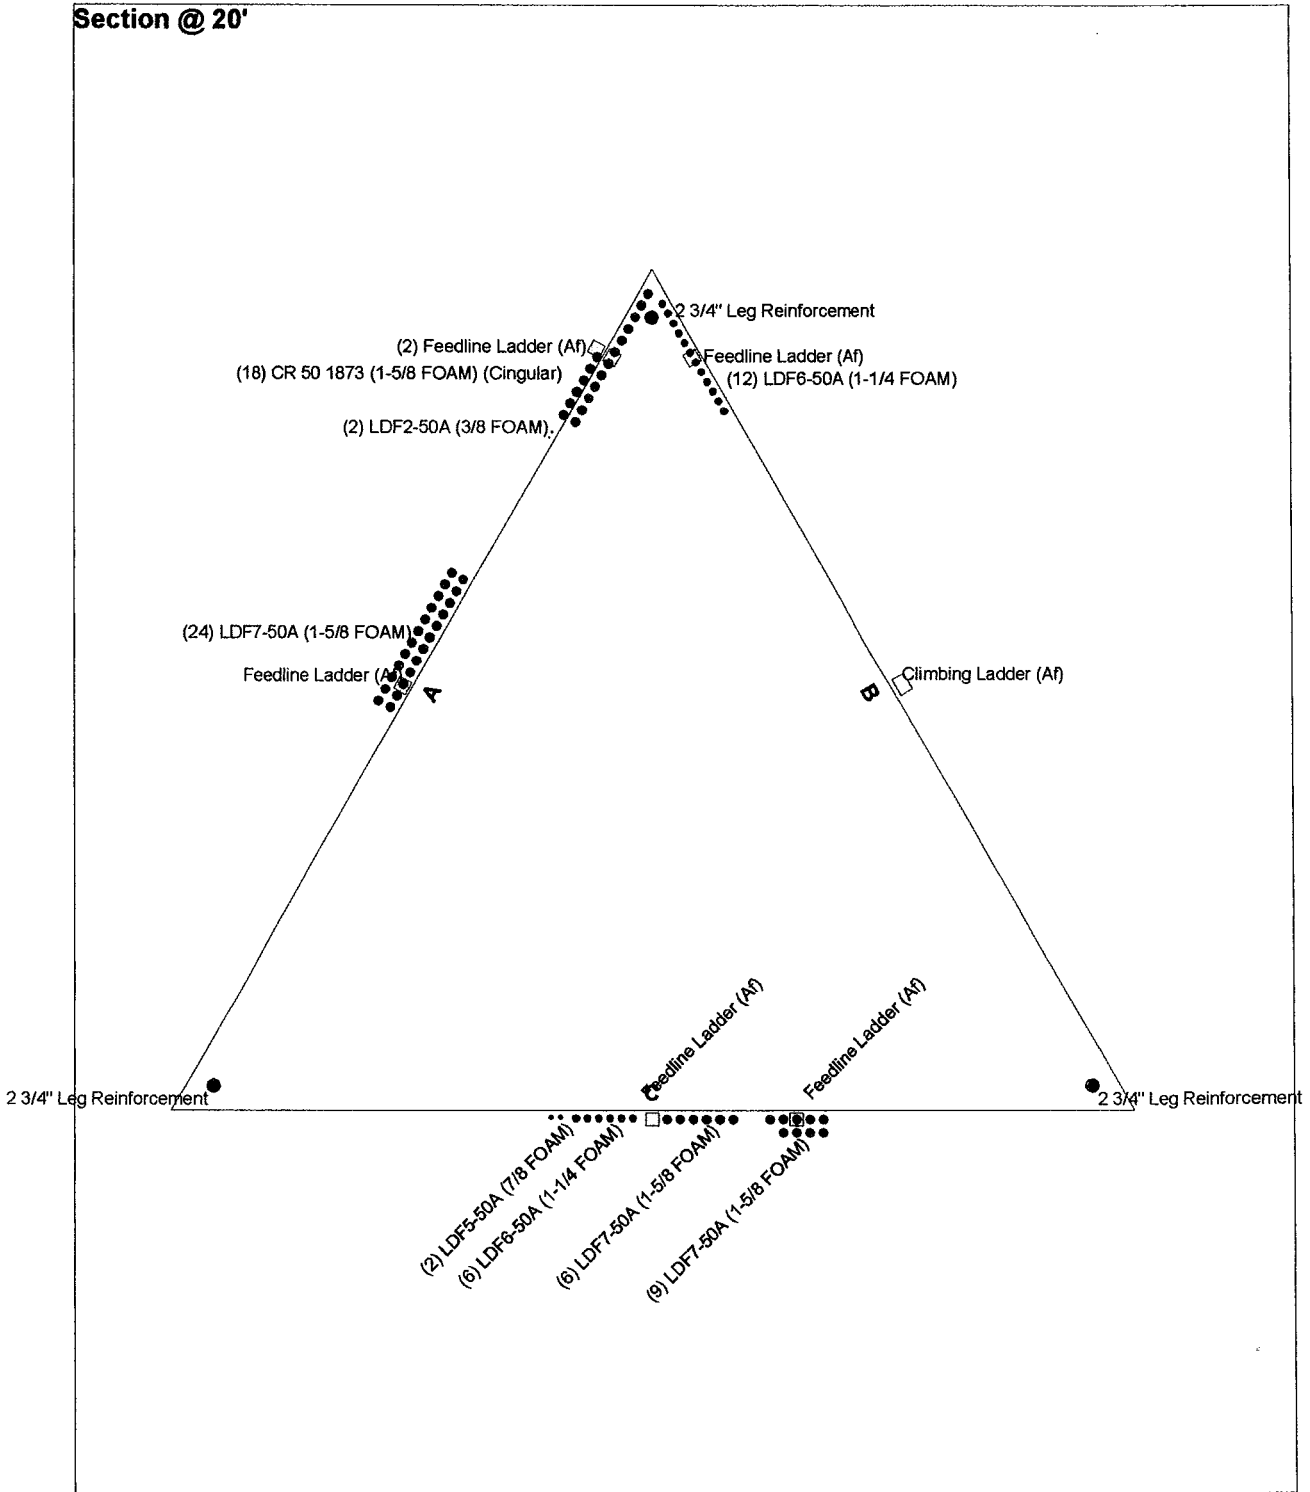 Section @ 20'
2 3/4" Leg Reinforcement
(2) Feedline Ladder (Af)
Feedline Ladder (Af)
(18) CR 50 1873 (1-5/8 FOAM) (Cingular)
(12) LDF6-50A (1-1/4 FOAM)
(2) LDF2-50A (3/8 FOAM)
(24) LDF7-50A (1-5/8 FOAM)
Feedline Ladder (Af)
Climbing Ladder (Af)
A
B
Feedline Ladder (Af)
Feedline Ladder (Af)
C
2 3/4" Leg Reinforcement
2 3/4" Leg Reinforcement
(2) LDF5-50A (7/8 FOAM)
(6) LDF6-50A (1-1/4 FOAM)
(6) LDF7-50A (1-5/8 FOAM)
(9) LDF7-50A (1-5/8 FOAM)